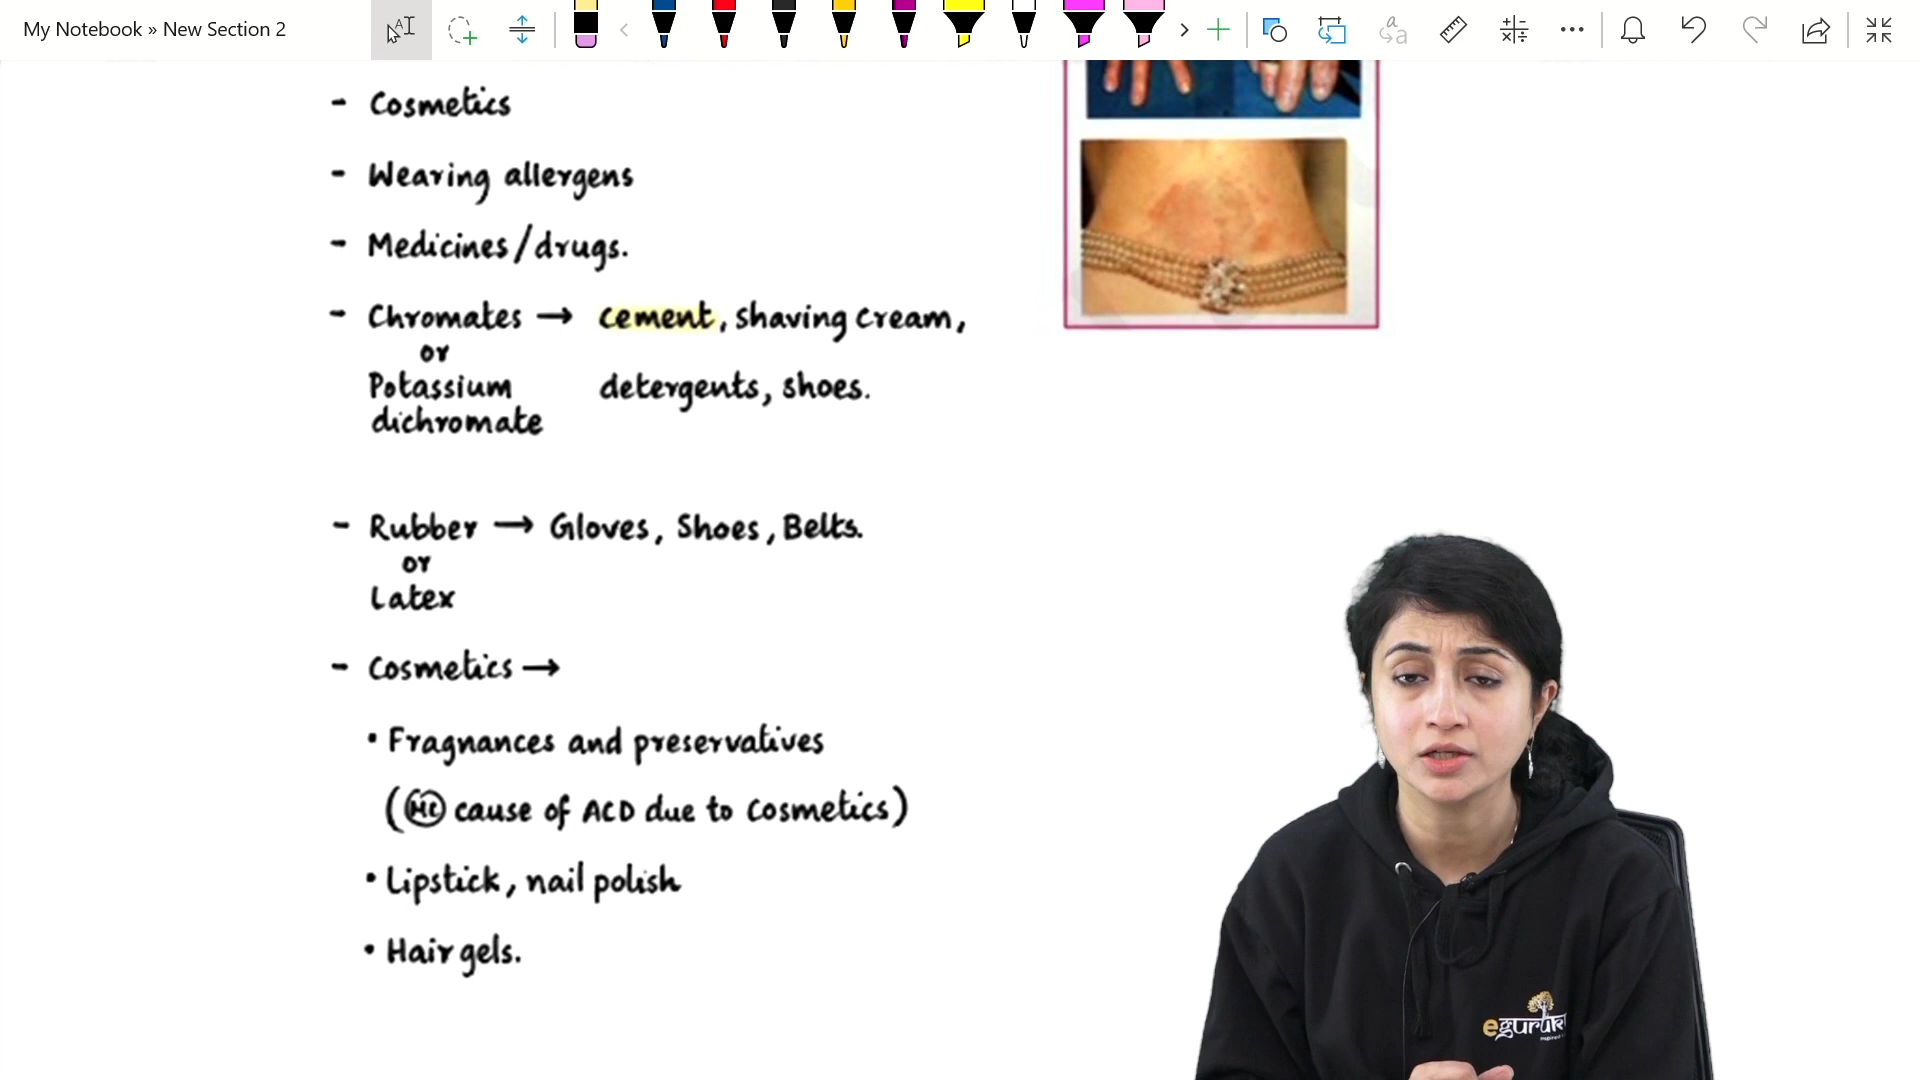 My Notebook » New Section 2
- Cosmetics
- Wearing allergens
- Medicines/drugs.
- Chromates → cement, shaving cream,
or
Potassium detergents, shoes.
dichromate
- Rubber → Gloves, Shoes, Belts.
or
Latex
- Cosmetics →
• Fragnances and preservatives
(MC cause of ACD due to Cosmetics)
• Lipstick, nail polish
• Hair gels.
eguruk